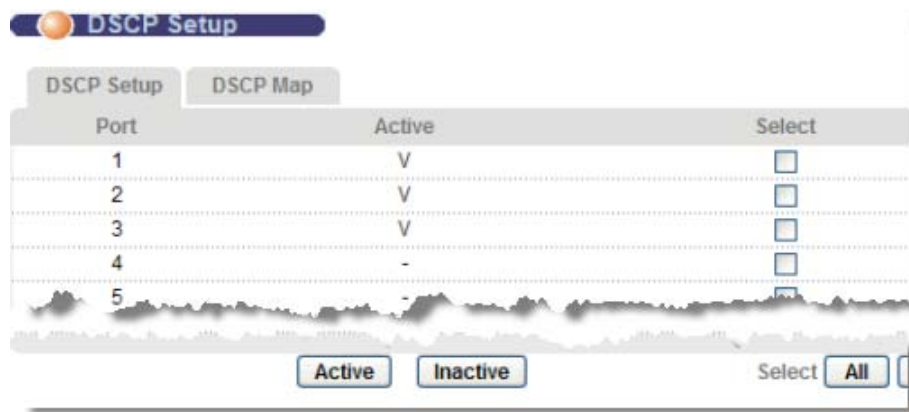 DSCP Setup
DSCP Setup DSCP Map
Port Active Select
1 V
2 V
3 V
4 -
5 -
Active Inactive Select All